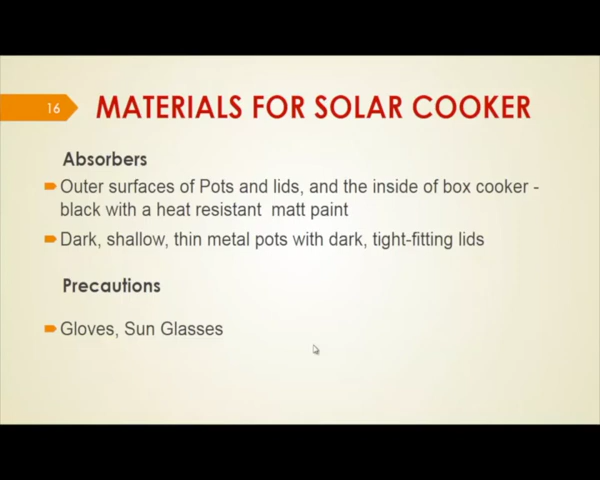 16
MATERIALS FOR SOLAR COOKER
Absorbers
Outer surfaces of Pots and lids, and the inside of box cooker -
black with a heat resistant matt paint
Dark, shallow, thin metal pots with dark, tight-fitting lids
Precautions
Gloves, Sun Glasses